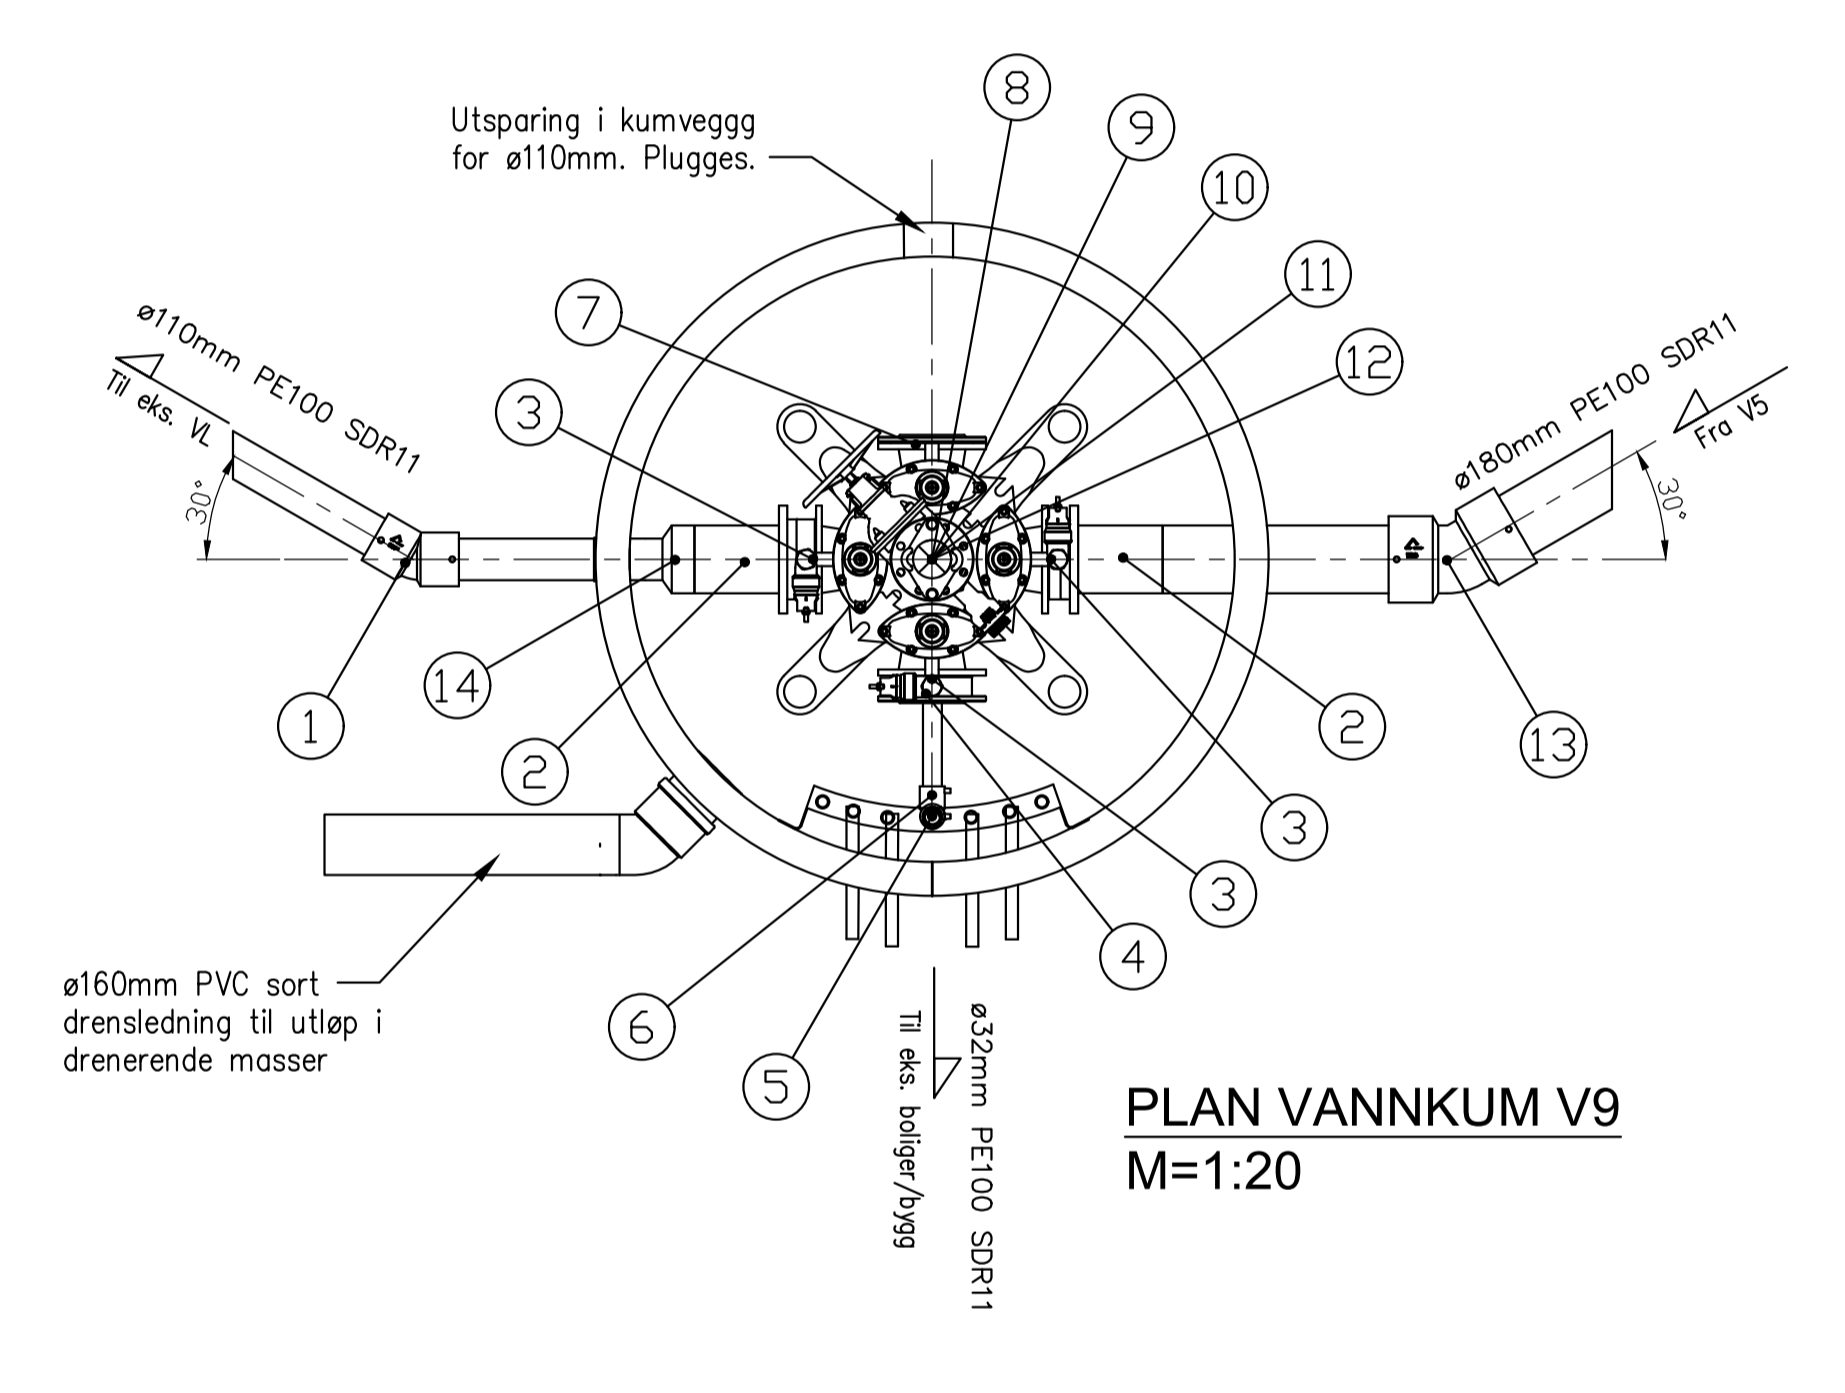 8
Utsparing i kumveggg
for ø110mm. Plugges.
9
10
11
7
12
3
ø110mm PE100 SDR11
Til eks. VL
30°
ø180mm PE100 SDR11
Fra V5
30°
A
A
14
1
2
2
13
3
3
4
6
5
ø160mm PVC sort
drensledning til utløp i
drenerende masser
ø32mm PE100 SDR11
Til eks. boliger/bygg
PLAN VANNKUM V9
M=1:20